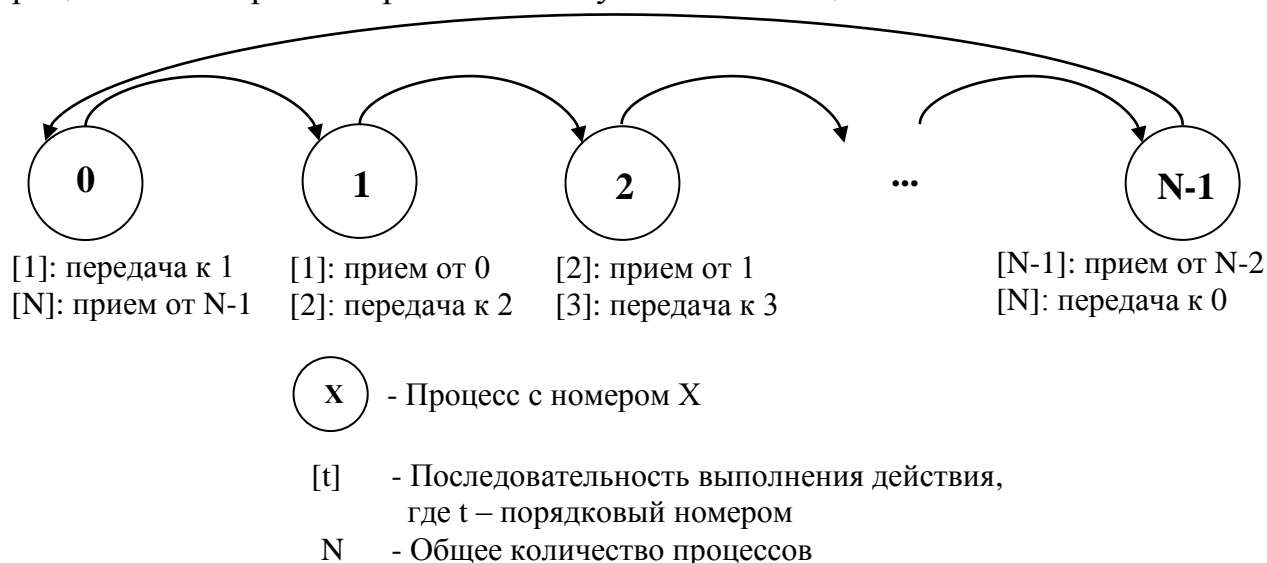 0 1 2 ... N-1
[1]: передача к 1 [1]: прием от 0 [2]: прием от 1 [N-1]: прием от N-2
[N]: прием от N-1 [2]: передача к 2 [3]: передача к 3 [N]: передача к 0
X - Процесс с номером X
[t] - Последовательность выполнения действия,
где t – порядковый номером
N - Общее количество процессов